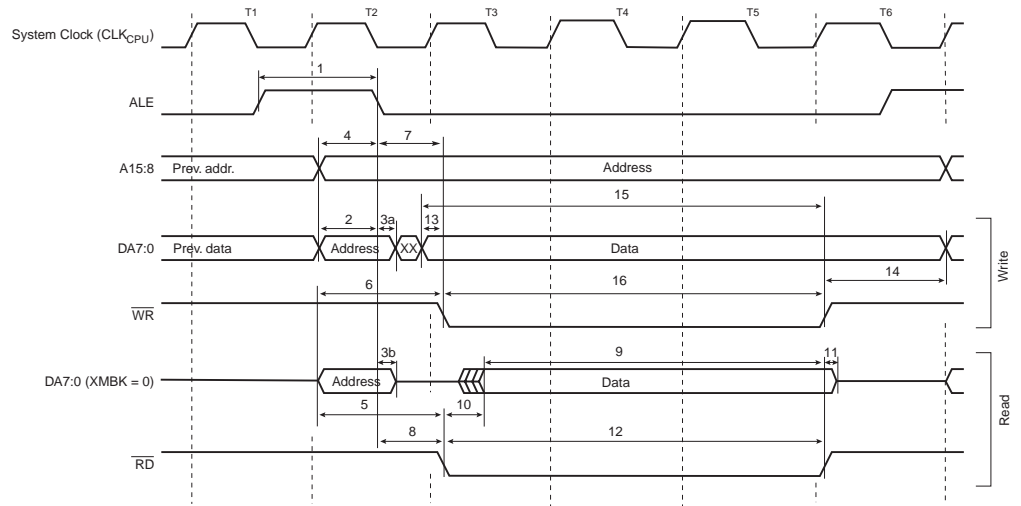 T1 T2 T3 T4 T5 T6
System Clock (CLKCPU)
1
ALE
4 7
A15:8 Prev. addr. Address
15
2 3a 13
DA7:0 Prev. data Address XX Data
14
6 16
WR
3b 9 11
DA7:0 (XMBK = 0) Address Data
5 10
8 12
RD
Write
Read